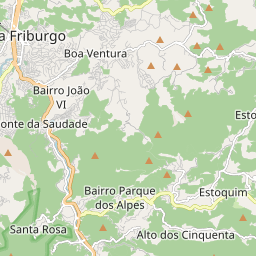 a Friburgo
Boa Ventura
Bairro João
VI
onte da Saudade
Esto
Bairro Parque
dos Alpes
Estoquim
Santa Rosa
Alto dos Cinquenta